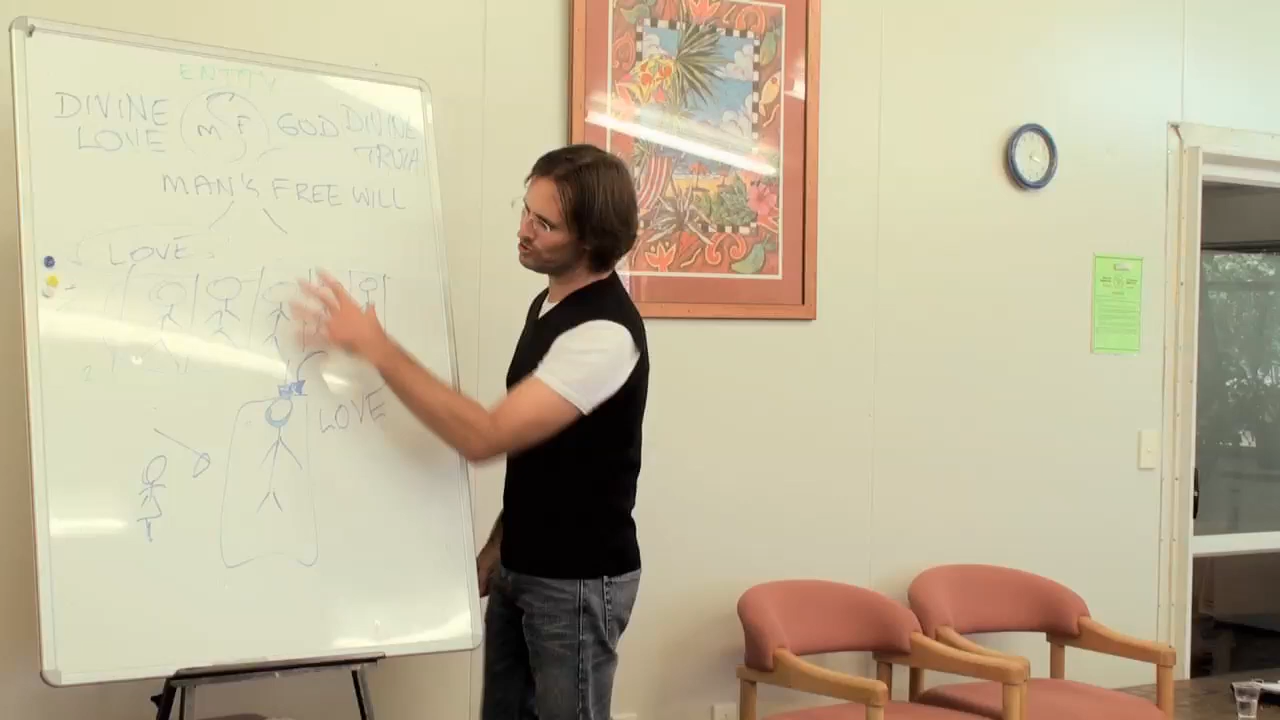 ENTITY
DIVINE LOVE
M F
GOD
DIVINE TRUTH
MAN'S FREE WILL
LOVE
LOVE